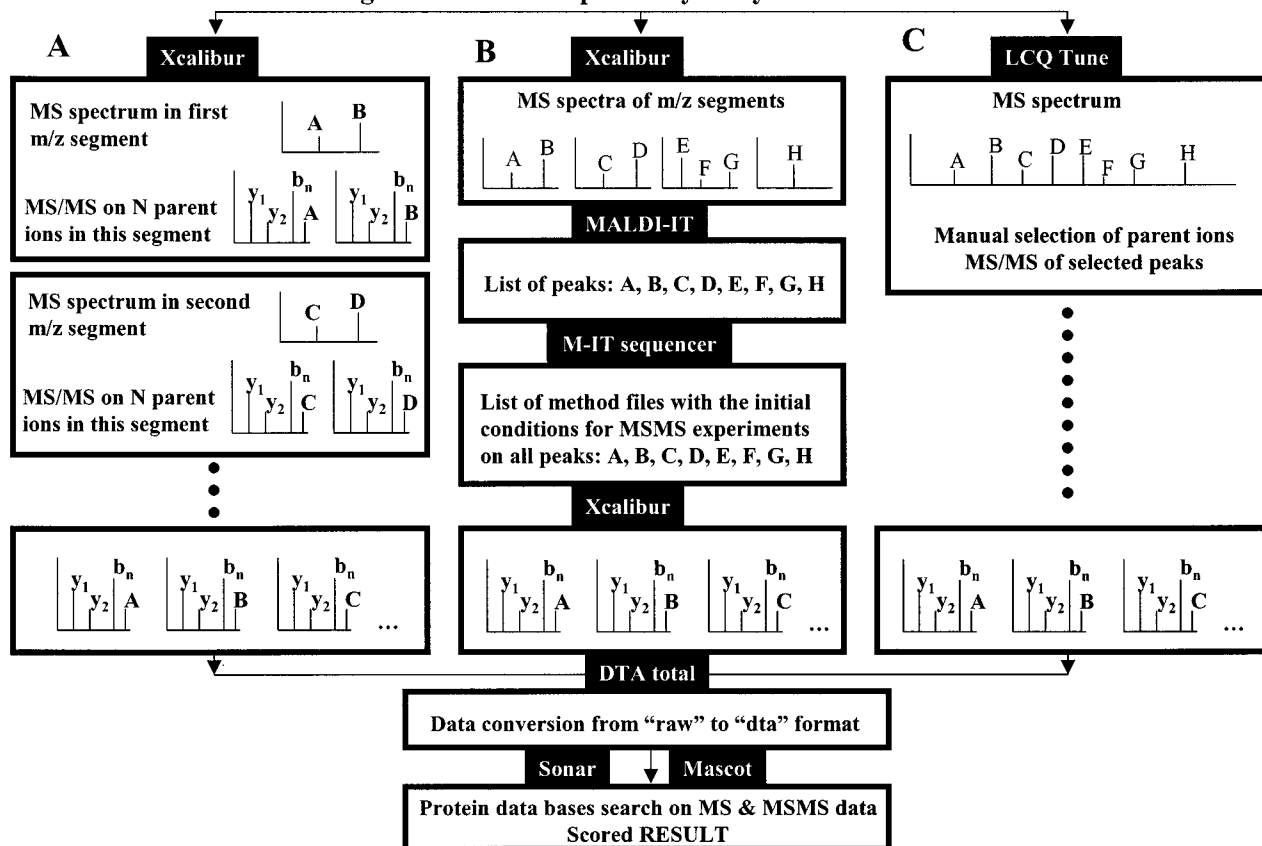 A
Xcalibur
MS spectrum in first
m/z segment
A
B
MS/MS on N parent
ions in this segment
y1
y2
bn
A
y1
y2
bn
B
MS spectrum in second
m/z segment
C
D
MS/MS on N parent
ions in this segment
y1
y2
bn
C
y1
y2
bn
D
y1
y2
bn
A
y1
y2
bn
B
y1
y2
bn
C
...
B
Xcalibur
MS spectra of m/z segments
A
B
C
D
E
F
G
H
MALDI-IT
List of peaks: A, B, C, D, E, F, G, H
M-IT sequencer
List of method files with the initial
conditions for MSMS experiments
on all peaks: A, B, C, D, E, F, G, H
Xcalibur
y1
y2
bn
A
y1
y2
bn
B
y1
y2
bn
C
...
C
LCQ Tune
MS spectrum
A
B
C
D
E
F
G
H
Manual selection of parent ions
MS/MS of selected peaks
y1
y2
bn
A
y1
y2
bn
B
y1
y2
bn
C
...
DTA total
Data conversion from “raw” to “dta” format
Sonar
Mascot
Protein data bases search on MS & MSMS data
Scored RESULT